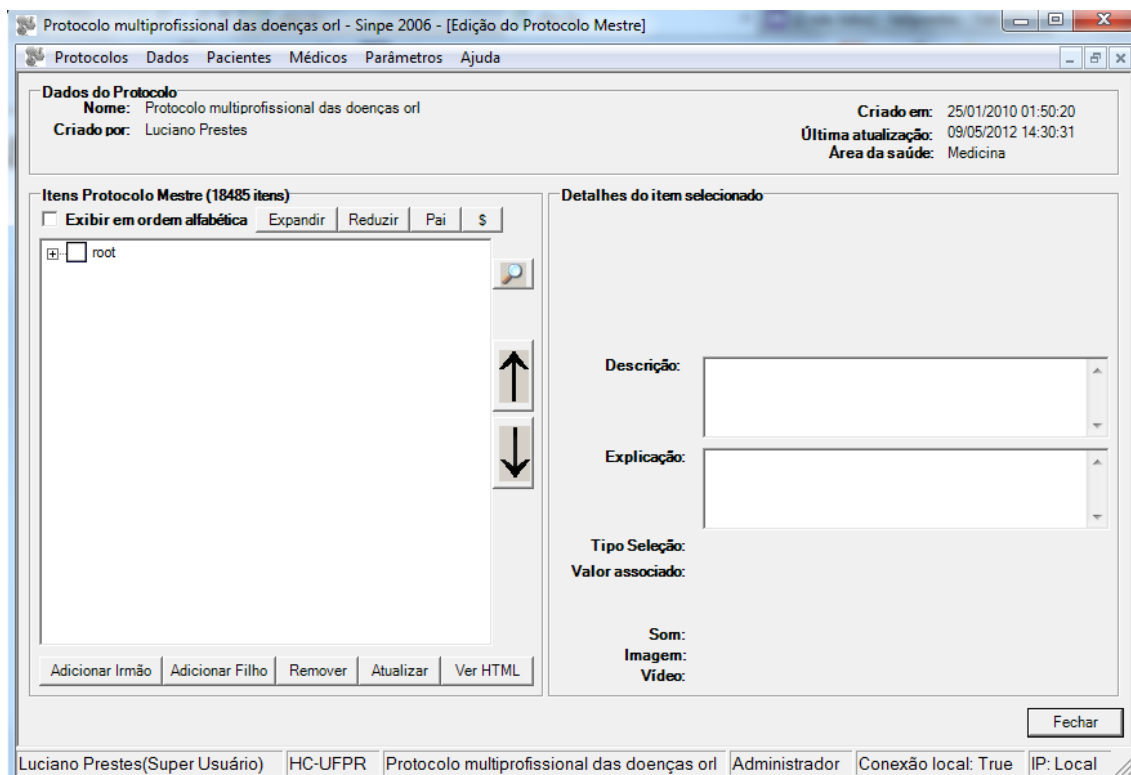 Protocolo multiprofissional das doenças orl - Sinpe 2006 - [Edição do Protocolo Mestre]
Protocolos Dados Pacientes Médicos Parâmetros Ajuda
Dados do Protocolo
Nome: Protocolo multiprofissional das doenças orl
Criado em: 25/01/2010 01:50:20
Criado por: Luciano Prestes
Última atualização: 09/05/2012 14:30:31
Área da saúde: Medicina
Itens Protocolo Mestre (18485 itens)
Exibir em ordem alfabética Expandir Reduzir Pai $
root
Detalhes do item selecionado
Descrição:
Explicação:
Tipo Seleção:
Valor associado:
Som:
Imagem:
Vídeo:
Adicionar Irmão Adicionar Filho Remover Atualizar Ver HTML
Fechar
Luciano Prestes(Super Usuário) HC-UFPR Protocolo multiprofissional das doenças orl Administrador Conexão local: True IP: Local